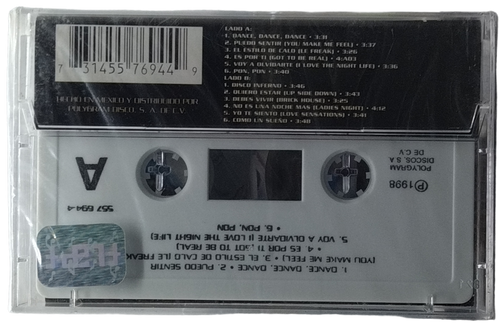 LADO A:
1. DANCE, DANCE, DANCE • 3:31
2. PUEDO SENTIR (YOU MAKE ME FEEL) • 3:37
3. EL ESTILO DE CALO (LE FREAK) • 3:26
4. ES POR TI (GOT TO BE REAL) • 4:03
5. VOY A OLVIDARTE (I LOVE THE NIGHT LIFE) • 3:36
6. PON, PON • 3:40
LADO B:
1. DISCO INFERNO • 3:46
2. QUIERO ESTAR (UP SIDE DOWN) • 3:43
3. DEBES VIVIR (BRICK HOUSE) • 3:25
4. NO ES UNA NOCHE MAS (LADIES NIGHT) • 4:12
5. YO TE SIENTO (LOVE SENSATIONS) • 3:41
6. COMO UN SUEÑO • 3:48
7 31455 76944 9
HECHO EN MEXICO Y DISTRIBUIDO POR
POLYGRAM DISCOS, S. A. DE C. V.
A
557 694-4
℗ 1998
POLYGRAM
DISCOS, S.A
DE C.V.
1. DANCE, DANCE, DANCE • 2. PUEDO SENTIR
(YOU MAKE ME FEEL) • 3. EL ESTILO DE CALO (LE FREAK
• 4. ES POR TI (GOT TO BE REAL)
5. VOY A OLVIDARTE (I LOVE THE NIGHT LIFE)
• 6. PON, PON